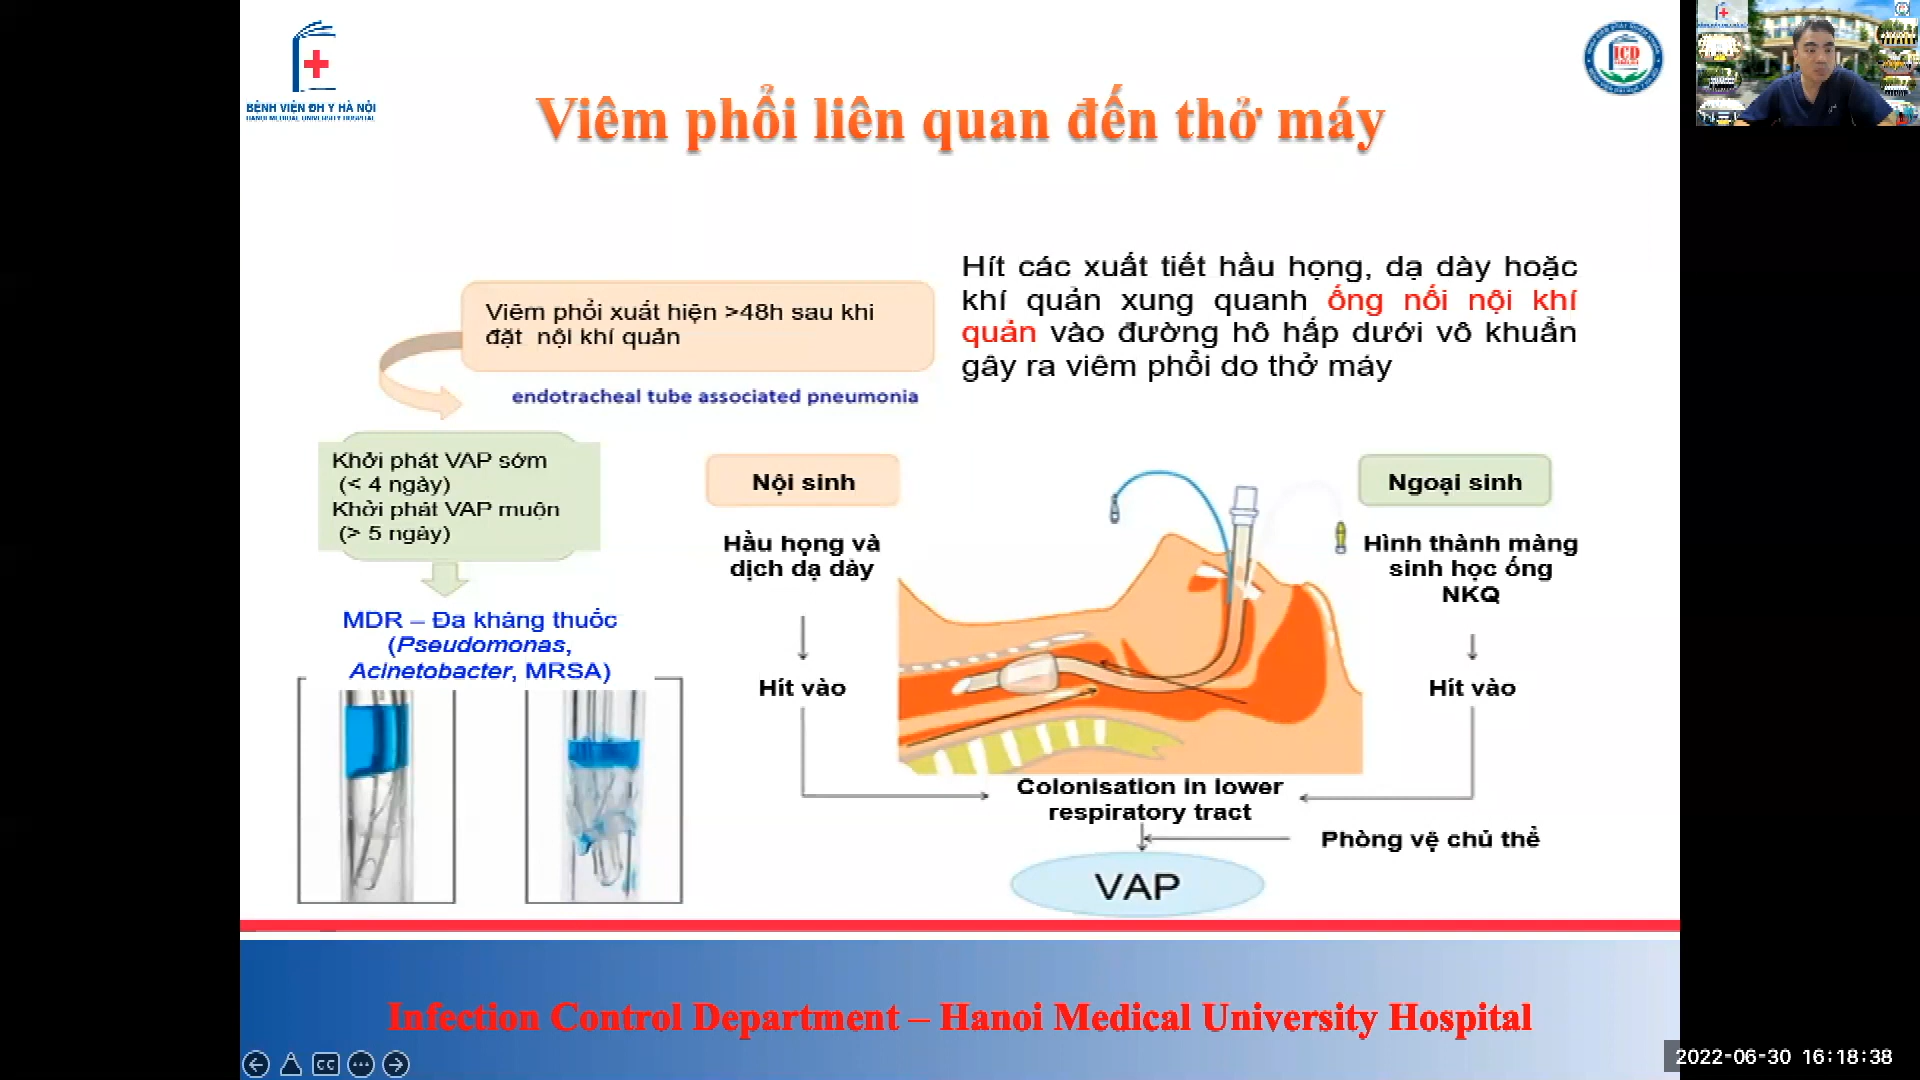 BỆNH VIỆN ĐH Y HÀ NỘI
HANOI MEDICAL UNIVERSITY HOSPITAL
ICD
Viêm phổi liên quan đến thở máy
Viêm phổi xuất hiện >48h sau khi
đặt nội khí quản
endotracheal tube associated pneumonia
Hít các xuất tiết hầu họng, dạ dày hoặc
khí quản xung quanh ống nối nội khí
quản vào đường hô hấp dưới vô khuẩn
gây ra viêm phổi do thở máy
Khởi phát VAP sớm
(< 4 ngày)
Khởi phát VAP muộn
(> 5 ngày)
MDR – Đa kháng thuốc
(Pseudomonas,
Acinetobacter, MRSA)
Nội sinh
Hầu họng và
dịch dạ dày
Hít vào
Ngoại sinh
Hình thành màng
sinh học ống
NKQ
Hít vào
Colonisation in lower
respiratory tract
Phòng vệ chủ thể
VAP
Infection Control Department – Hanoi Medical University Hospital
CC
2022-06-30 16:18:38